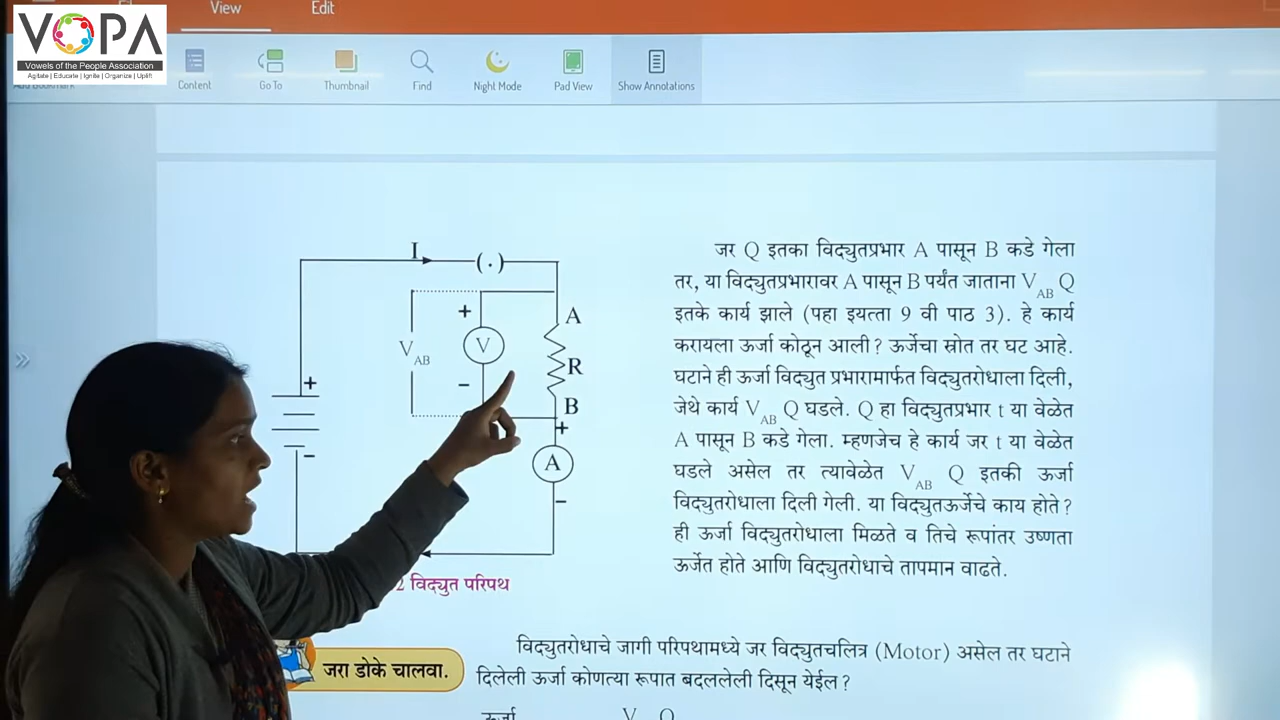 VOPA
Vowels of the People Association
Agitate | Educate | Ignite | Organize | Uplift
View
Edit
Content
Go To
Thumbnail
Find
Night Mode
Pad View
Show Annotations
I
(.)
+
A
V
V AB
R
+
-
-
B
+
A
-
2 विद्युत परिपथ
जर Q इतका विद्युतप्रभार A पासून B कडे गेला
तर, या विद्युतप्रभारावर A पासून B पर्यंत जाताना V AB Q
इतके कार्य झाले (पहा इयत्ता 9 वी पाठ 3). हे कार्य
करायला ऊर्जा कोठून आली? ऊर्जेचा स्रोत तर घट आहे.
घटाने ही ऊर्जा विद्युत प्रभारामार्फत विद्युतरोधाला दिली,
जेथे कार्य V AB Q घडले. Q हा विद्युतप्रभार t या वेळेत
A पासून B कडे गेला. म्हणजेच हे कार्य जर t या वेळेत
घडले असेल तर त्यावेळेत V AB Q इतकी ऊर्जा
विद्युतरोधाला दिली गेली. या विद्युतऊर्जेचे काय होते?
ही ऊर्जा विद्युतरोधाला मिळते व तिचे रूपांतर उष्णता
ऊर्जेत होते आणि विद्युतरोधाचे तापमान वाढते.
जरा डोके चालवा.
विद्युतरोधाचे जागी परिपथामध्ये जर विद्युतचलित्र (Motor) असेल तर घटाने
दिलेली ऊर्जा कोणत्या रूपात बदललेली दिसून येईल?